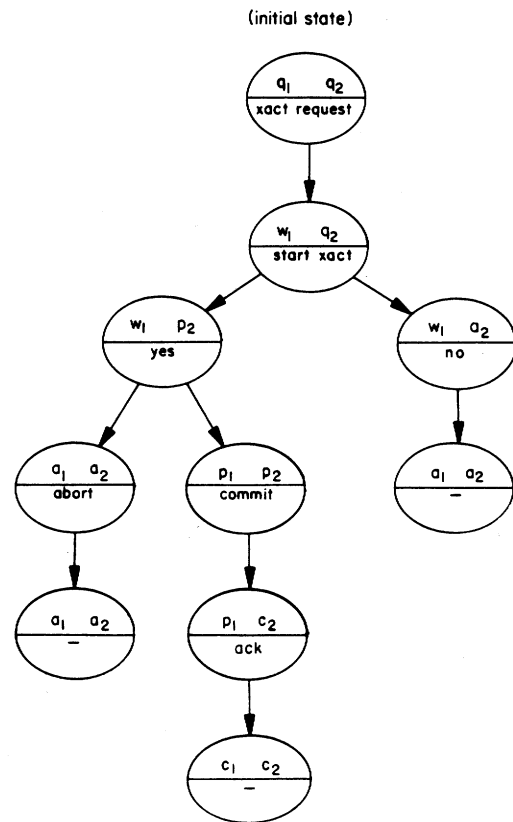 (initial state)
q₁ q₂
xact request
w₁ q₂
start xact
w₁ p₂
yes
w₁ a₂
no
a₁ a₂
abort
p₁ p₂
commit
a₁ a₂
–
a₁ a₂
–
p₁ c₂
ack
c₁ c₂
–